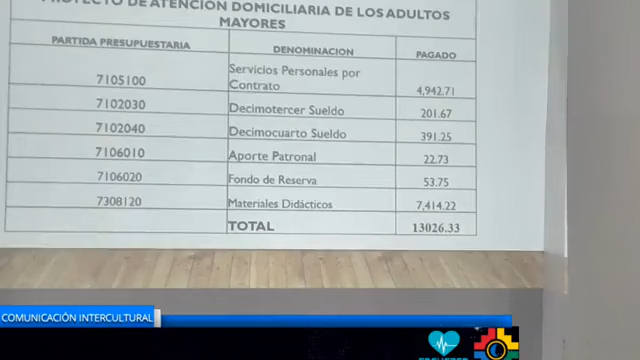 PROYECTO DE ATENCIÓN DOMICILIARIA DE LOS ADULTOS
MAYORES
PARTIDA PRESUPUESTARIA DENOMINACION PAGADO
7105100 Servicios Personales por Contrato 4,942.71
7102030 Decimotercer Sueldo 201.67
7102040 Decimocuarto Sueldo 391.25
7106010 Aporte Patronal 22.73
7106020 Fondo de Reserva 53.75
7308120 Materiales Didácticos 7,414.22
TOTAL 13026.33
COMUNICACIÓN INTERCULTURAL